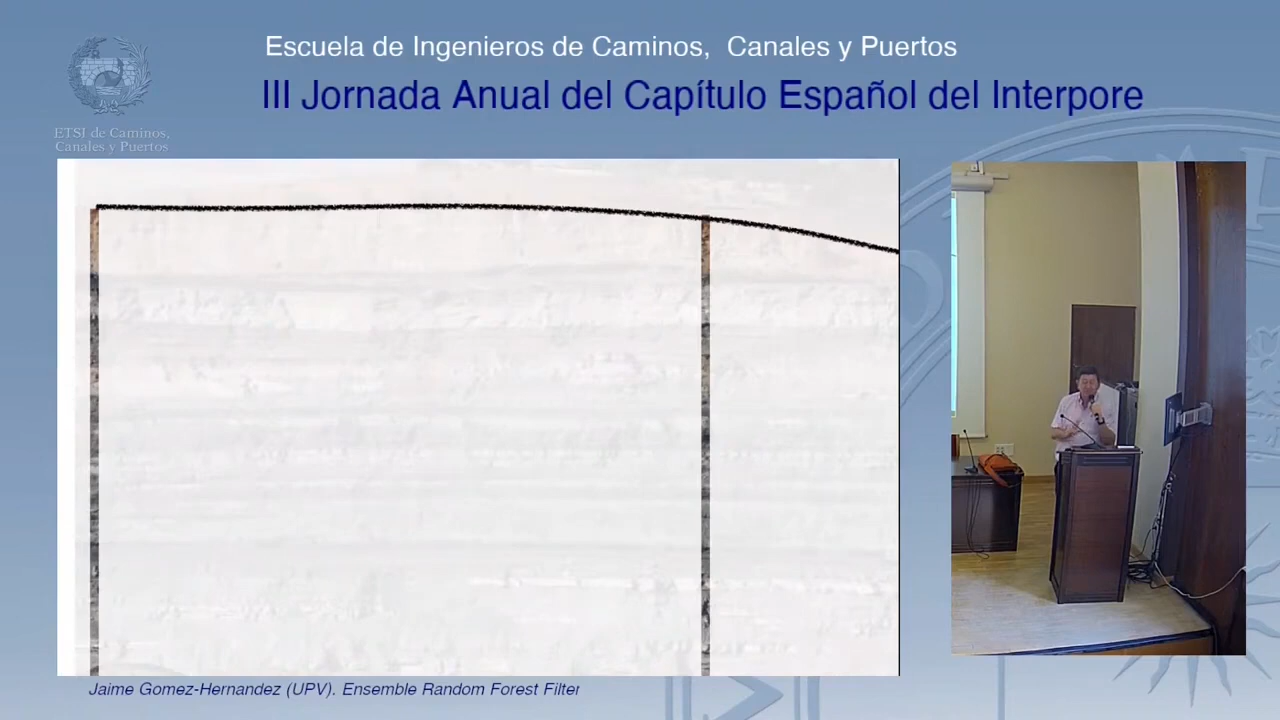 Escuela de Ingenieros de Caminos, Canales y Puertos
III Jornada Anual del Capítulo Español del Interpore
ETSI de Caminos,
Canales y Puertos
Jaime Gomez-Hernandez (UPV). Ensemble Random Forest Filter